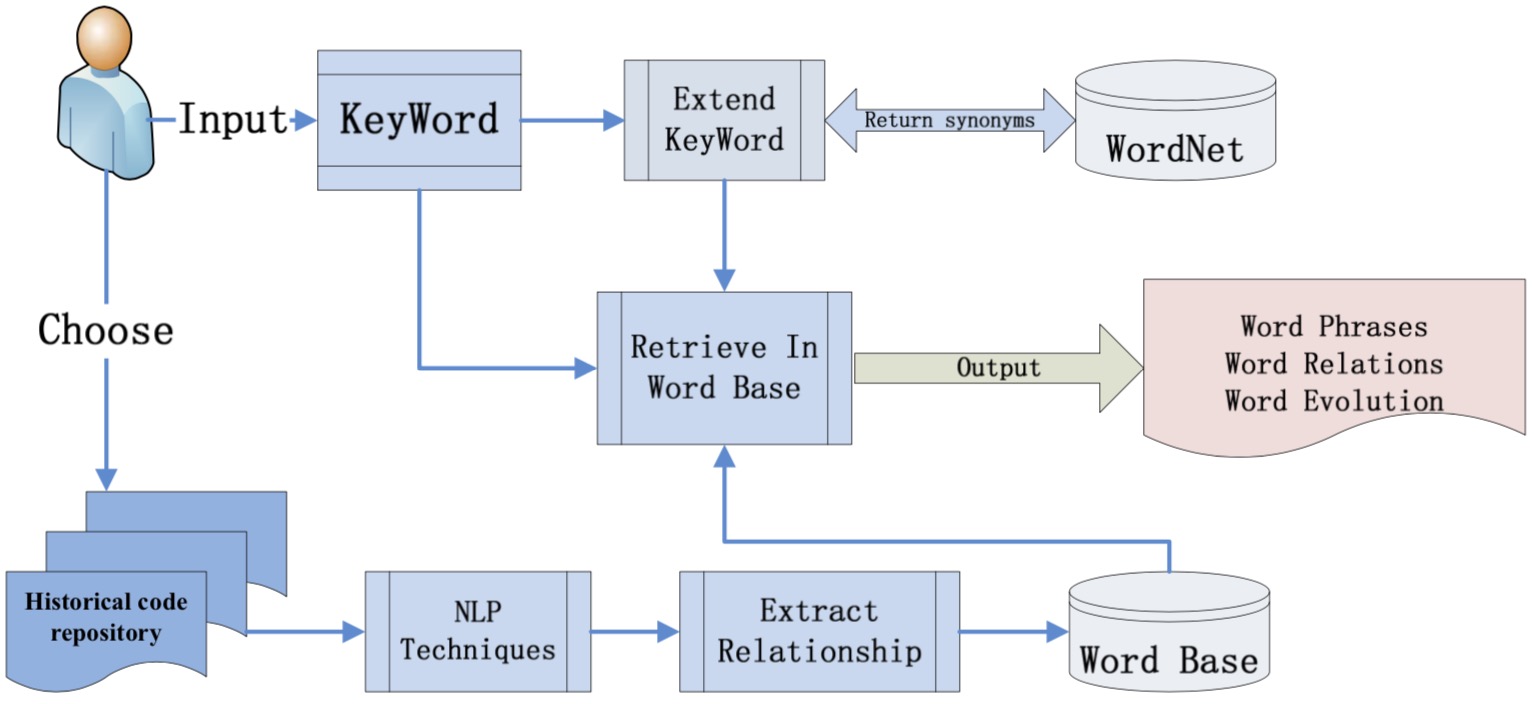 Input
KeyWord
Extend
KeyWord
Return synonyms
WordNet
Choose
Retrieve In
Word Base
Output
Word Phrases
Word Relations
Word Evolution
Historical code
repository
NLP
Techniques
Extract
Relationship
Word Base